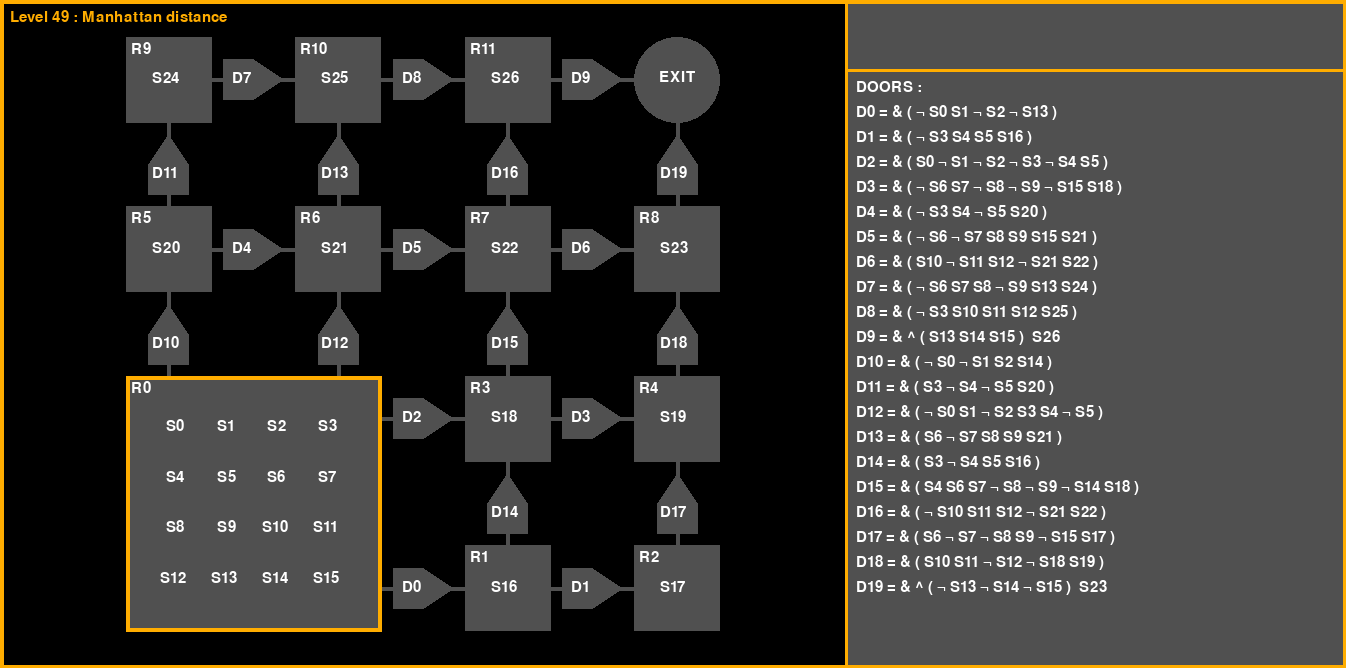 Level 49 : Manhattan distance
R9
S24
D7
R10
S25
D8
R11
S26
D9
EXIT
D11
D13
D16
D19
R5
S20
D4
R6
S21
D5
R7
S22
D6
R8
S23
D10
D12
D15
D18
R0
S0 S1 S2 S3
S4 S5 S6 S7
S8 S9 S10 S11
S12 S13 S14 S15
D2
R3
S18
D3
R4
S19
D14
D17
D0
R1
S16
D1
R2
S17
DOORS :
D0 = & ( ¬ S0 S1 ¬ S2 ¬ S13 )
D1 = & ( ¬ S3 S4 S5 S16 )
D2 = & ( S0 ¬ S1 ¬ S2 ¬ S3 ¬ S4 S5 )
D3 = & ( ¬ S6 S7 ¬ S8 ¬ S9 ¬ S15 S18 )
D4 = & ( ¬ S3 S4 ¬ S5 S20 )
D5 = & ( ¬ S6 ¬ S7 S8 S9 S15 S21 )
D6 = & ( S10 ¬ S11 S12 ¬ S21 S22 )
D7 = & ( ¬ S6 S7 S8 ¬ S9 S13 S24 )
D8 = & ( ¬ S3 S10 S11 S12 S25 )
D9 = & ^ ( S13 S14 S15 ) S26
D10 = & ( ¬ S0 ¬ S1 S2 S14 )
D11 = & ( S3 ¬ S4 ¬ S5 S20 )
D12 = & ( ¬ S0 S1 ¬ S2 S3 S4 ¬ S5 )
D13 = & ( S6 ¬ S7 S8 S9 S21 )
D14 = & ( S3 ¬ S4 S5 S16 )
D15 = & ( S4 S6 S7 ¬ S8 ¬ S9 ¬ S14 S18 )
D16 = & ( ¬ S10 S11 S12 ¬ S21 S22 )
D17 = & ( S6 ¬ S7 ¬ S8 S9 ¬ S15 S17 )
D18 = & ( S10 S11 ¬ S12 ¬ S18 S19 )
D19 = & ^ ( ¬ S13 ¬ S14 ¬ S15 ) S23